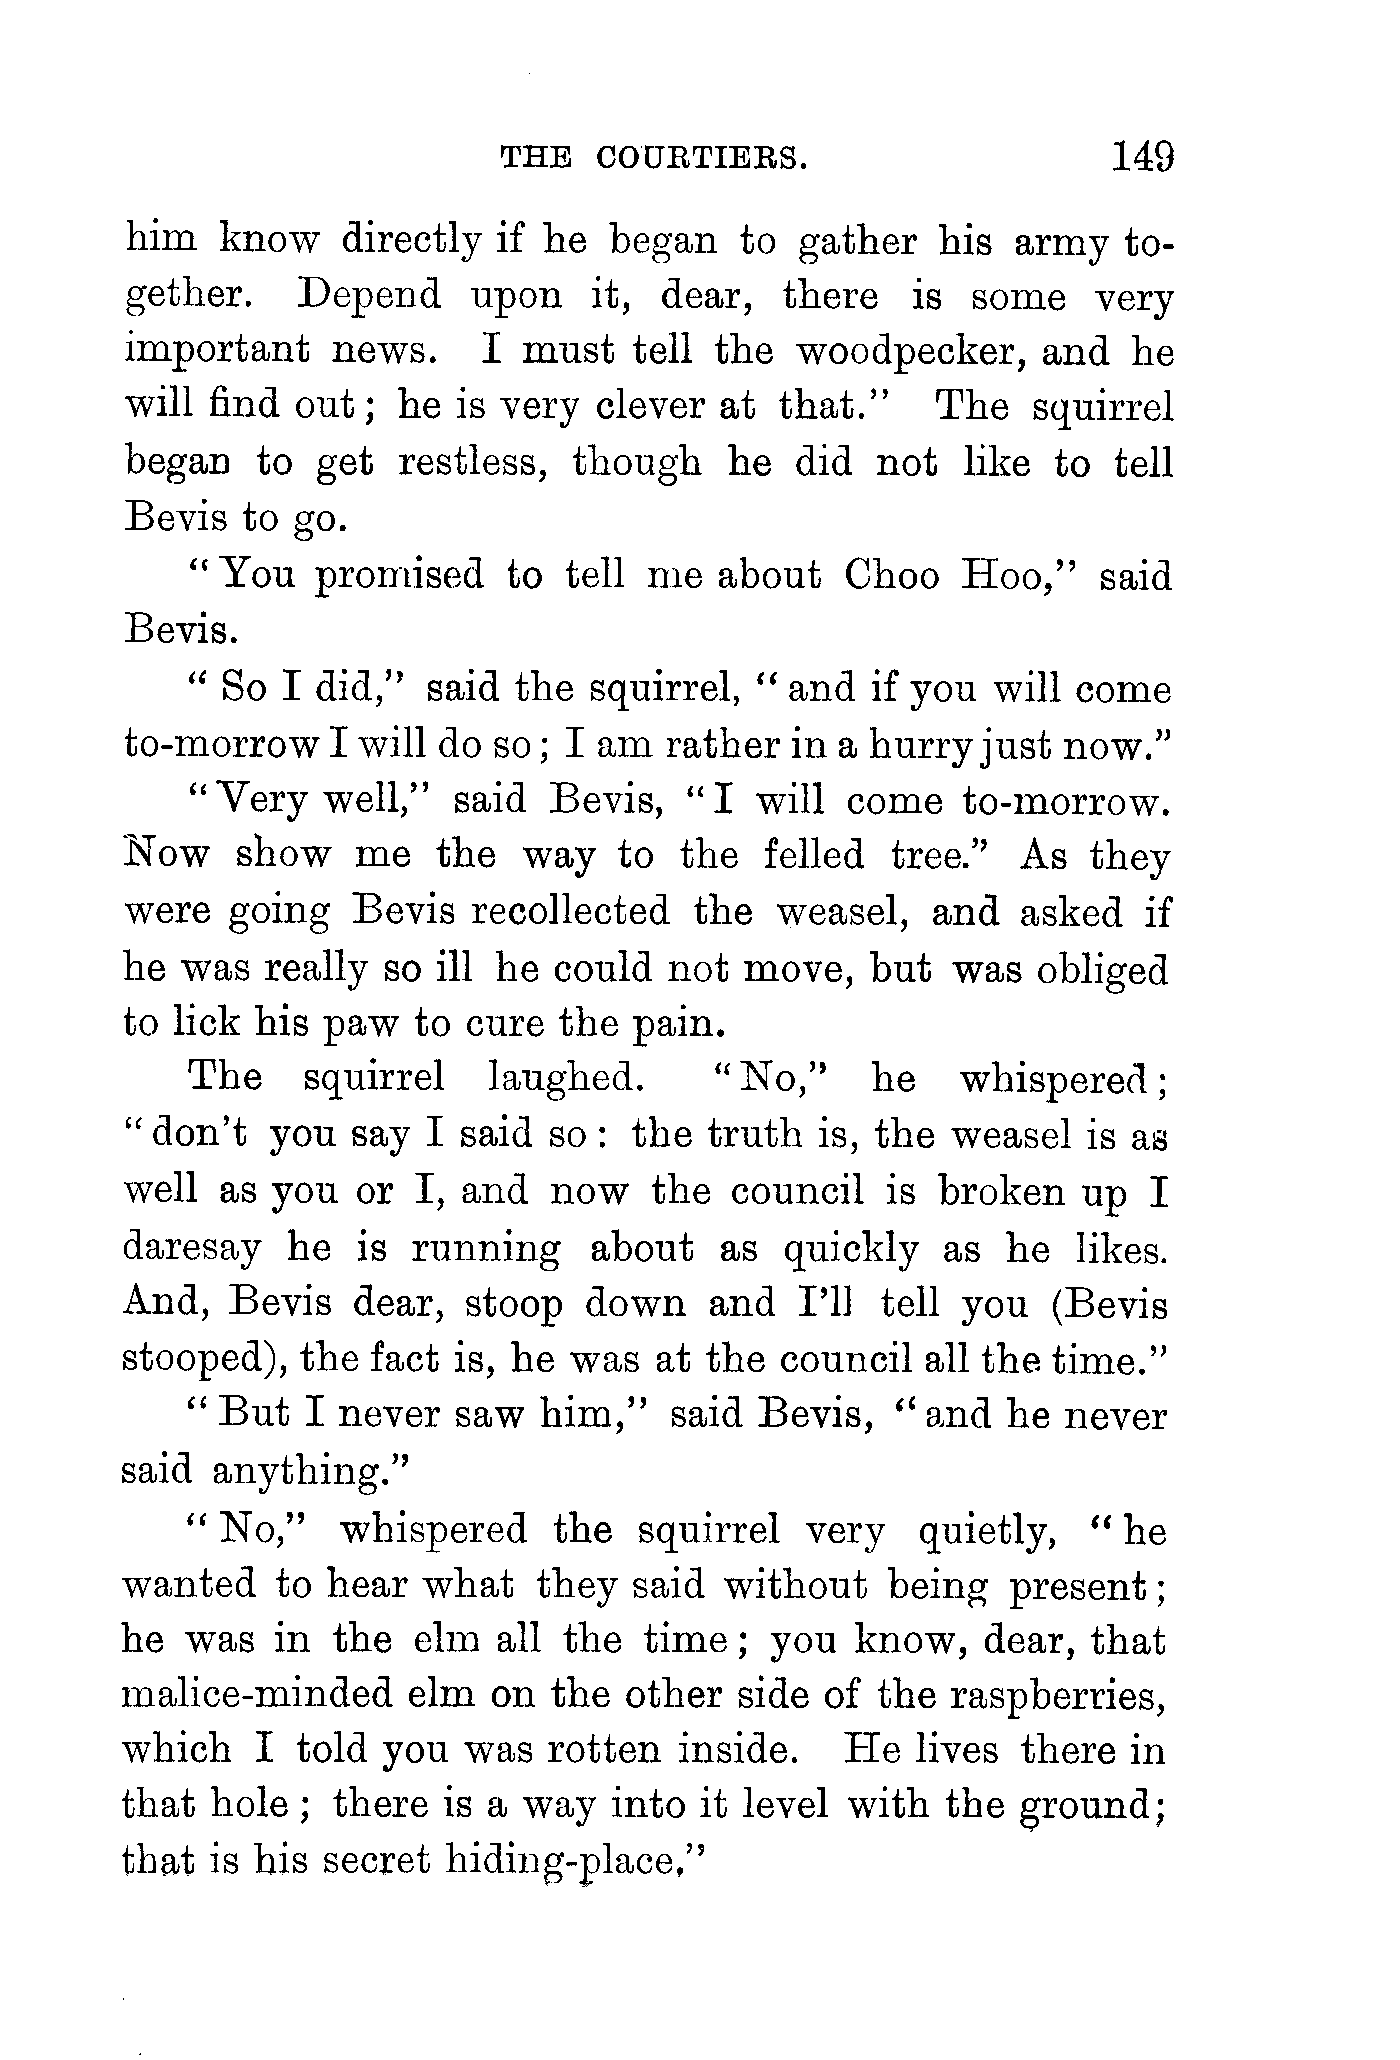 THE COURTIERS. 149
him know directly if he began to gather his army to-
gether. Depend upon it, dear, there is some very
important news. I must tell the woodpecker, and he
will find out; he is very clever at that." The squirrel
began to get restless, though he did not like to tell
Bevis to go.
"You promised to tell me about Choo Hoo," said
Bevis.
"So I did," said the squirrel, "and if you will come
to-morrow I will do so; I am rather in a hurry just now."
"Very well," said Bevis, "I will come to-morrow.
Now show me the way to the felled tree." As they
were going Bevis recollected the weasel, and asked if
he was really so ill he could not move, but was obliged
to lick his paw to cure the pain.
The squirrel laughed. "No," he whispered;
"don't you say I said so: the truth is, the weasel is as
well as you or I, and now the council is broken up I
daresay he is running about as quickly as he likes.
And, Bevis dear, stoop down and I'll tell you (Bevis
stooped), the fact is, he was at the council all the time."
"But I never saw him," said Bevis, "and he never
said anything."
"No," whispered the squirrel very quietly, "he
wanted to hear what they said without being present;
he was in the elm all the time; you know, dear, that
malice-minded elm on the other side of the raspberries,
which I told you was rotten inside. He lives there in
that hole; there is a way into it level with the ground;
that is his secret hiding-place."